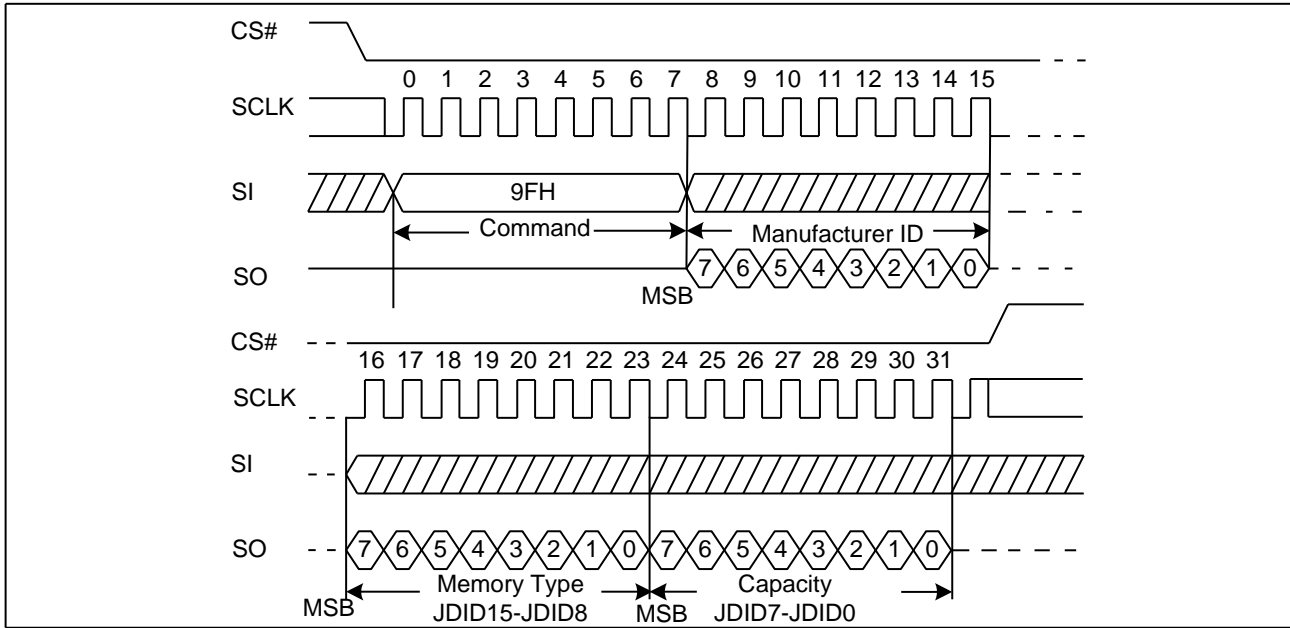 CS#
0 1 2 3 4 5 6 7 8 9 10 11 12 13 14 15
SCLK
SI 9FH
Command Manufacturer ID
SO 7 6 5 4 3 2 1 0
MSB
CS#
16 17 18 19 20 21 22 23 24 25 26 27 28 29 30 31
SCLK
SI
SO 7 6 5 4 3 2 1 0 7 6 5 4 3 2 1 0
Memory Type Capacity
MSB JDID15-JDID8 MSB JDID7-JDID0